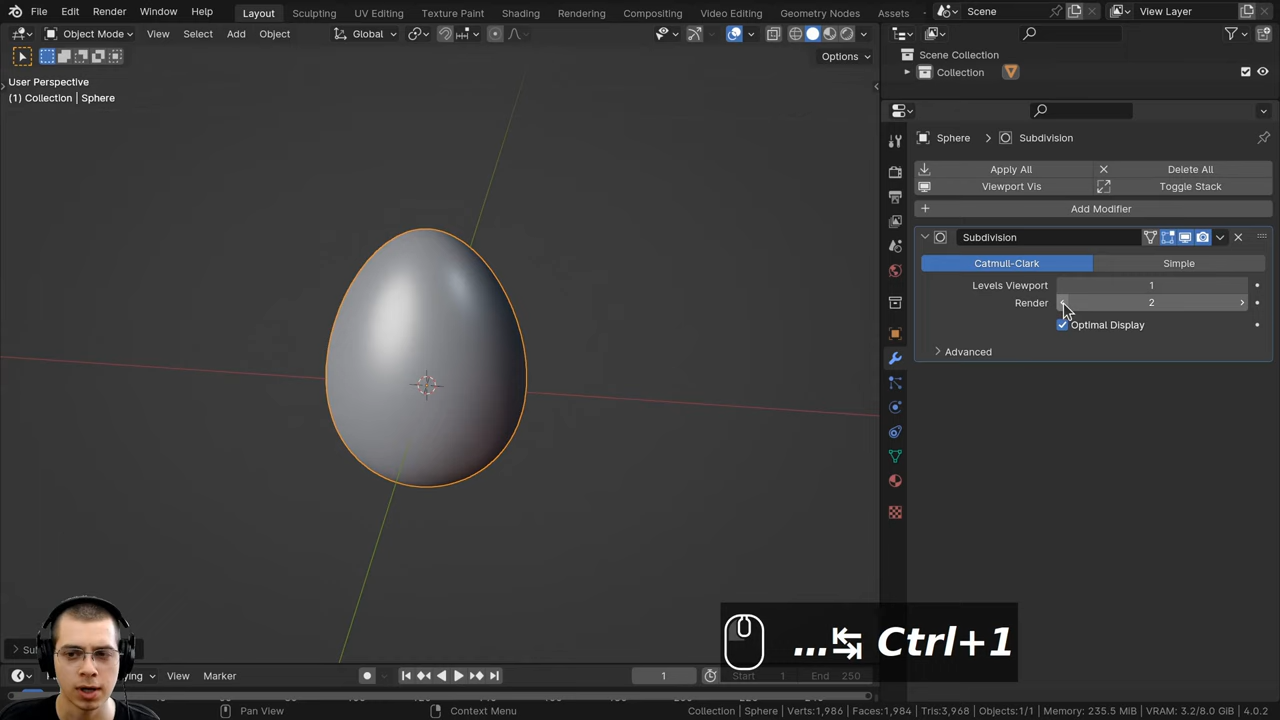 File Edit Render Window Help Layout Sculpting UV Editing Texture Paint Shading Rendering Compositing Video Editing Geometry Nodes Assets Scene View Layer
Object Mode View Select Add Object Global
Options
User Perspective
(1) Collection | Sphere
Scene Collection
Collection
Sphere > Subdivision
Apply All Delete All
Viewport Vis Toggle Stack
Add Modifier
Subdivision
Catmull-Clark Simple
Levels Viewport 1
Render 2
Optimal Display
Advanced
...↹ Ctrl+1
View Marker 1 Start 1 End 250
Pan View Context Menu Collection | Sphere | Verts:1,986 | Faces:1,984 | Tris:3,968 | Objects:1/1 | Memory: 235.5 MiB | VRAM: 3.2/8.0 GiB | 4.0.2